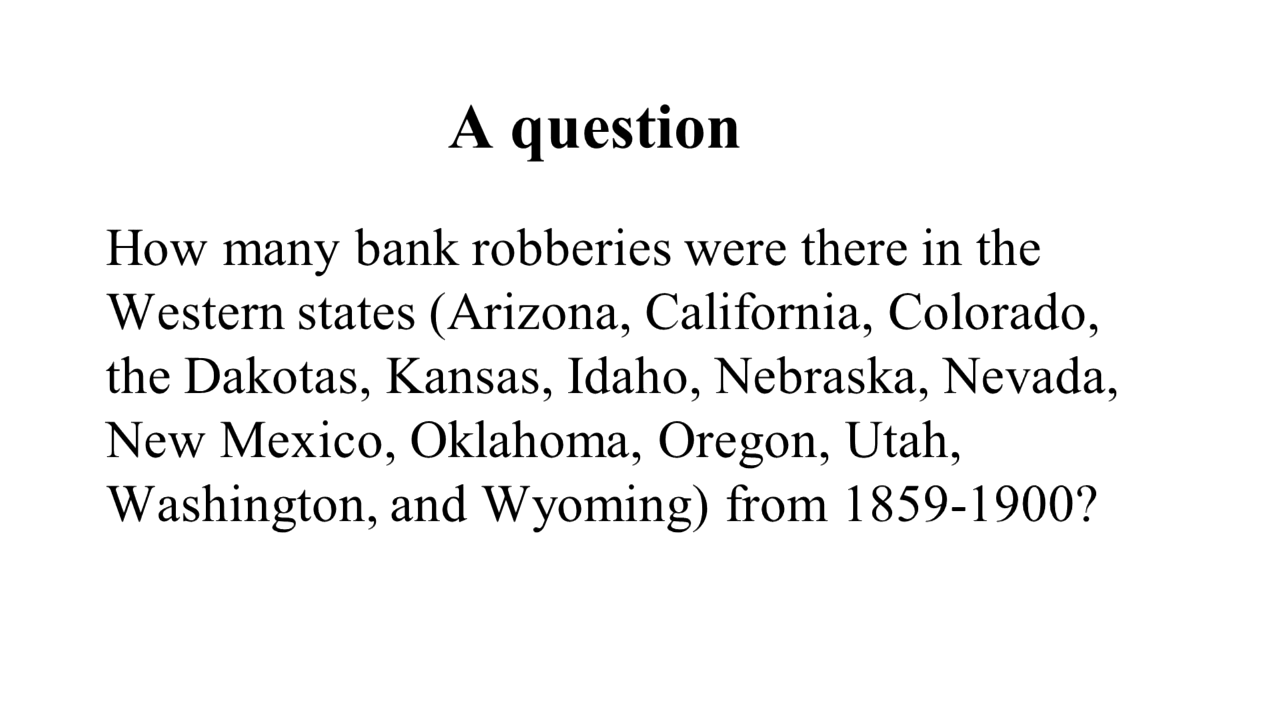 A question
How many bank robberies were there in the
Western states (Arizona, California, Colorado,
the Dakotas, Kansas, Idaho, Nebraska, Nevada,
New Mexico, Oklahoma, Oregon, Utah,
Washington, and Wyoming) from 1859-1900?